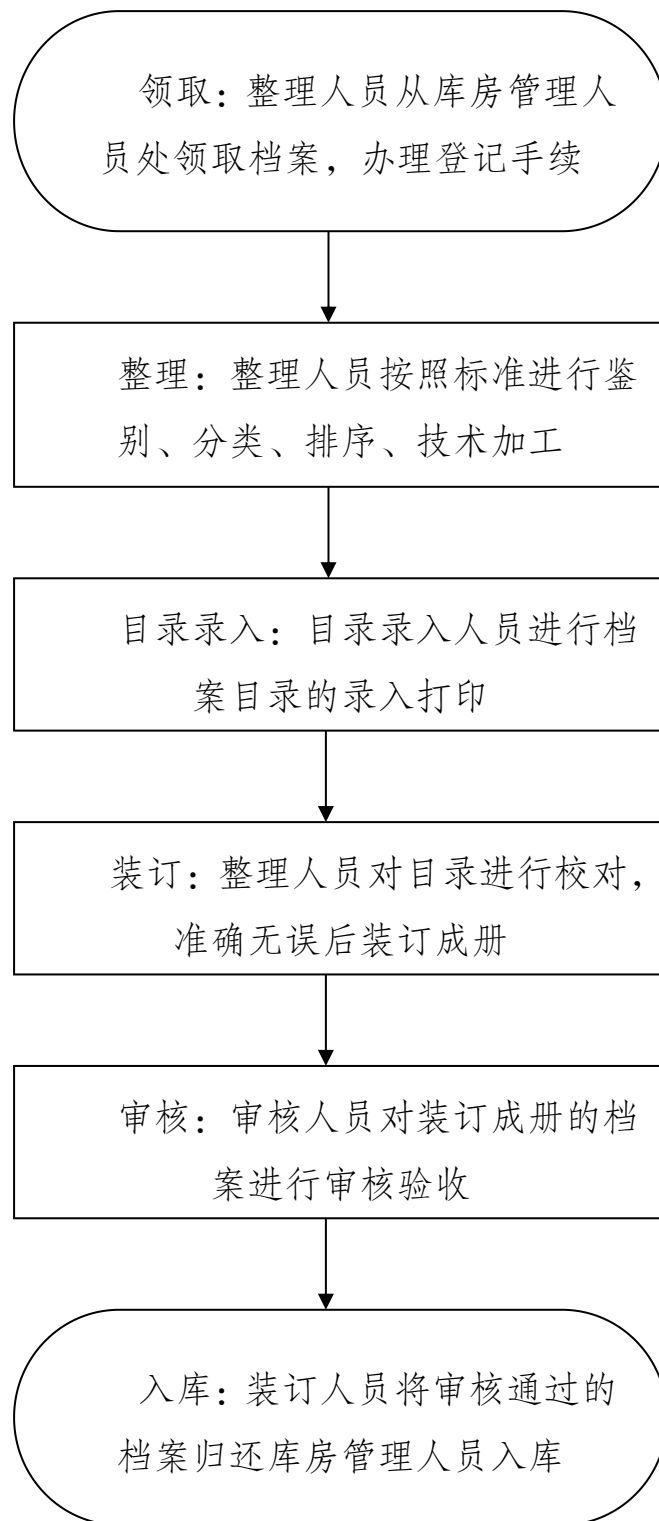 领取：整理人员从库房管理人
员处领取档案，办理登记手续
整理：整理人员按照标准进行鉴
别、分类、排序、技术加工
目录录入：目录录入人员进行档
案目录的录入打印
装订：整理人员对目录进行校对，
准确无误后装订成册
审核：审核人员对装订成册的档
案进行审核验收
入库：装订人员将审核通过的
档案归还库房管理人员入库